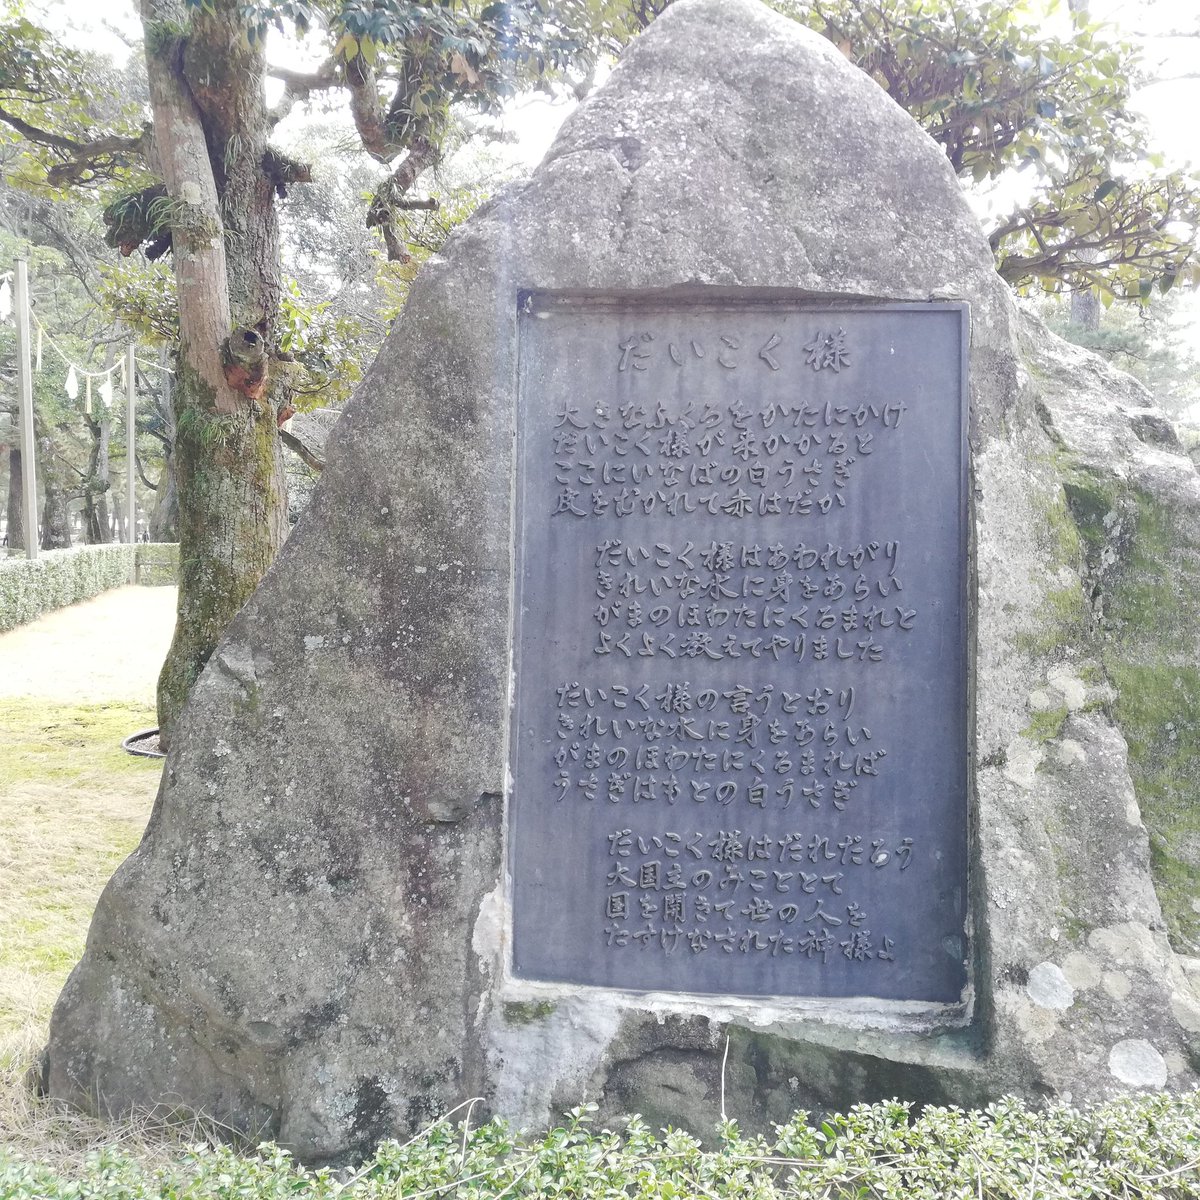 だいこく様
大きなふくろをかたにかけ
だいこく様が来かかると
ここにいなばの白うさぎ
皮をむかれて赤はだか
だいこく様はあわれがり
きれいな水に身をあらい
がまのほわたにくるまれと
よくよく教えてやりました
だいこく様の言うとおり
きれいな水に身をあらい
がまのほわたにくるまれば
うさぎはもとの白うさぎ
だいこく様はだれだろう
大国主のみこととて
国を開きて世の人を
たすけなされた神様よ